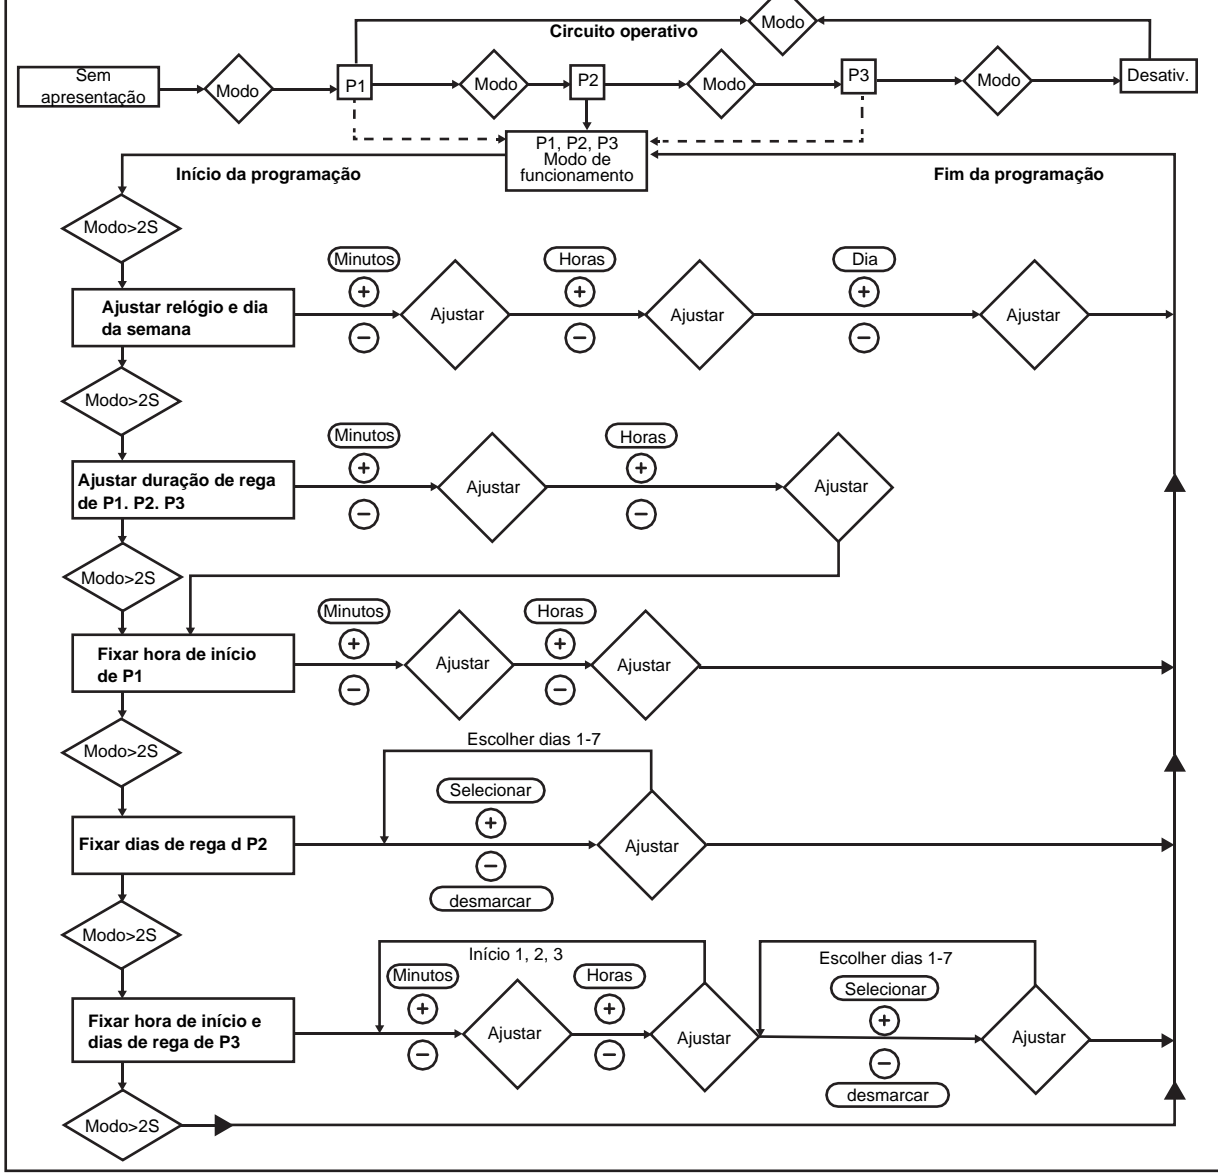 Modo
Circuito operativo
Sem
apresentação
Modo
P1
Modo
P2
Modo
P3
Modo
Desativ.
P1, P2, P3
Modo de
funcionamento
Início da programação
Fim da programação
Modo>2S
Minutos
Horas
Dia
+
+
+
Ajustar relógio e dia
da semana
Ajustar
Ajustar
Ajustar
−
−
−
Modo>2S
Minutos
Horas
+
+
Ajustar duração de rega
de P1. P2. P3
Ajustar
Ajustar
−
−
Modo>2S
Minutos
Horas
+
+
Fixar hora de início
de P1
Ajustar
Ajustar
−
−
Modo>2S
Escolher dias 1-7
Selecionar
+
Fixar dias de rega d P2
Ajustar
−
desmarcar
Modo>2S
Início 1, 2, 3
Escolher dias 1-7
Minutos
Horas
Selecionar
+
+
+
Fixar hora de início e
dias de rega de P3
Ajustar
Ajustar
Ajustar
−
−
−
desmarcar
Modo>2S